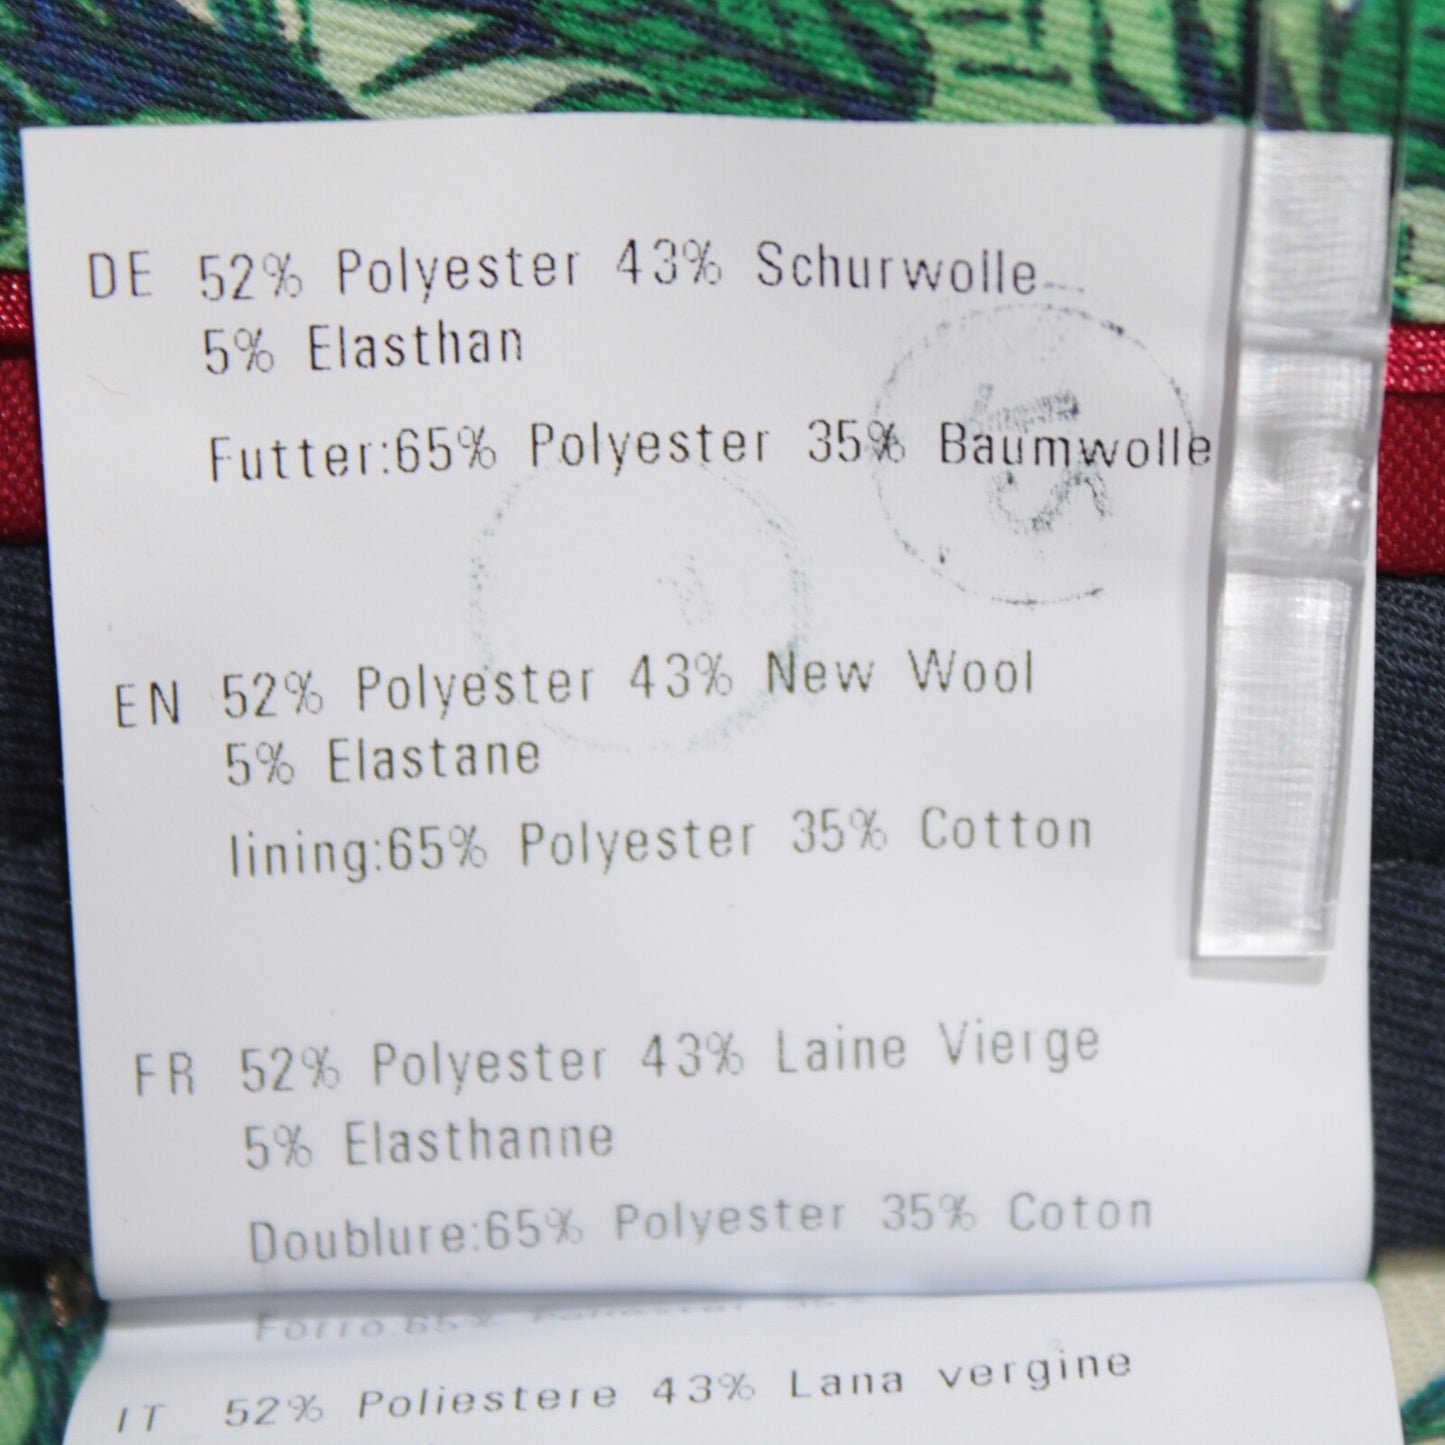 DE 52% Polyester 43% Schurwolle
5% Elasthan
Futter:65% Polyester 35% Baumwolle
EN 52% Polyester 43% New Wool
5% Elastane
lining:65% Polyester 35% Cotton
FR 52% Polyester 43% Laine Vierge
5% Elasthanne
Doublure:65% Polyester 35% Coton
Forro:65%
IT 52% Poliestere 43% Lana vergine